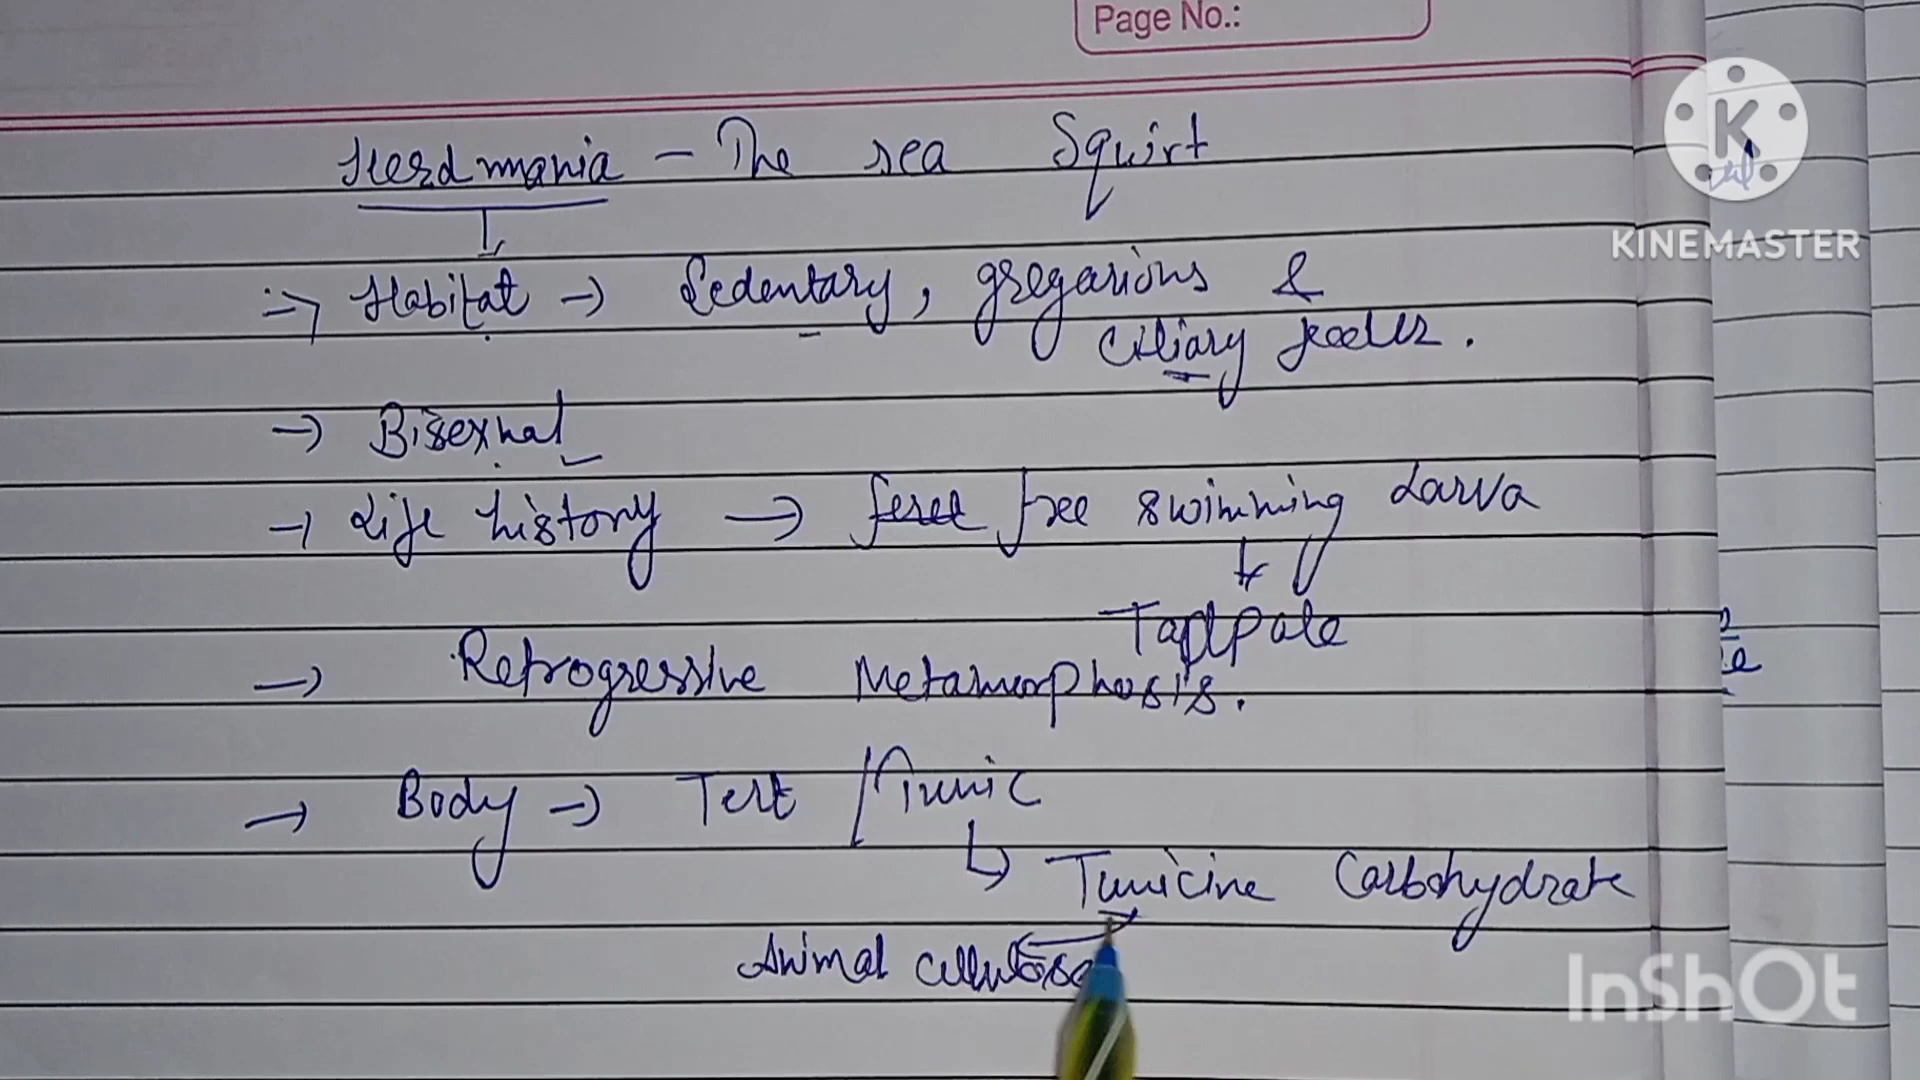 Page No.:
Herdmania - The sea Squirt
KINEMASTER
:→ Habitat → Sedentary, gregarious &
ciliary feeder.
→ Bisexual
→ Life history → free swimming Larva
Tadpole
→ Retrogressive Metamorphosis.
→ Body → Test / Tunic
↳ Tunicine Carbohydrate
Animal cellulose
InShOt